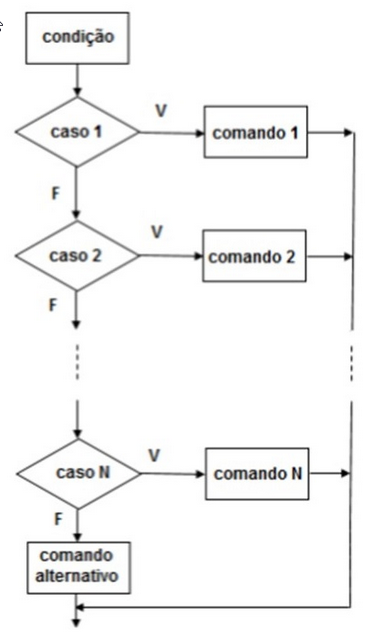 condição
V
caso 1
comando 1
F
V
caso 2
comando 2
F
V
caso N
comando N
F
comando
alternativo